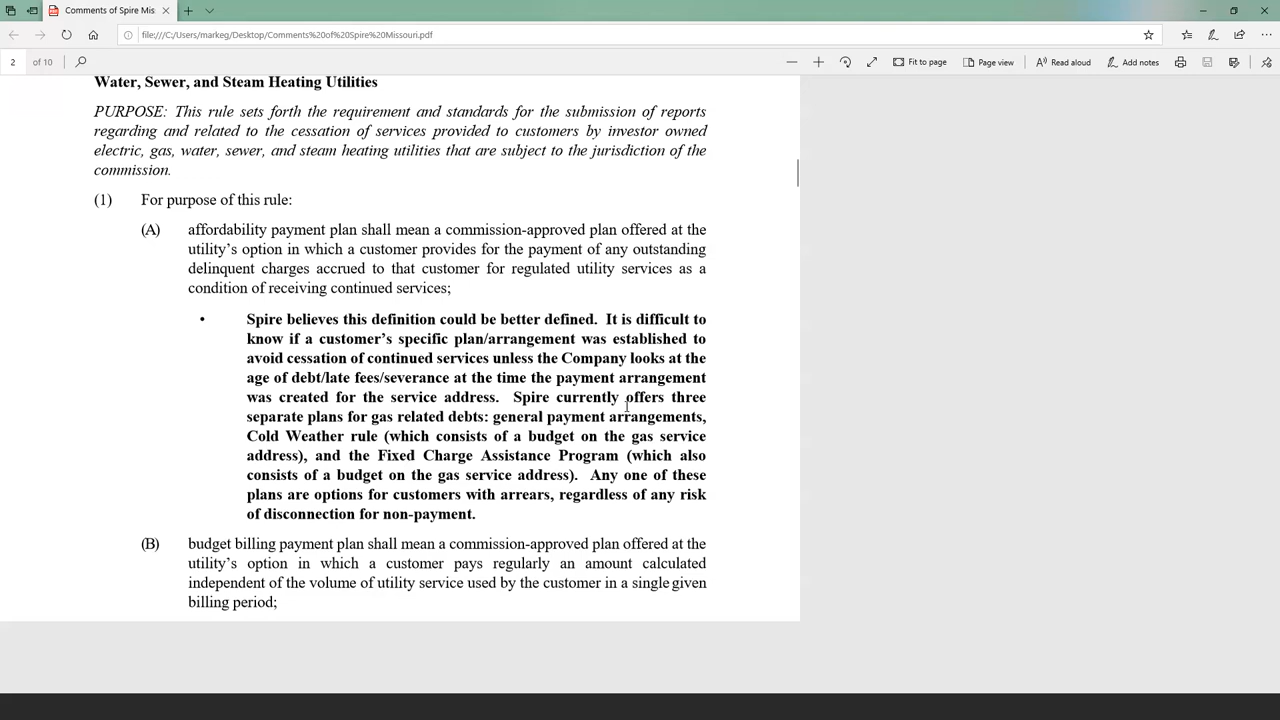 Comments of Spire Mis
file:///C:/Users/markeg/Desktop/Comments%20of%20Spire%20Missouri.pdf
2 of 10
Fit to page
Page view
Read aloud
Add notes
Water, Sewer, and Steam Heating Utilities
PURPOSE: This rule sets forth the requirement and standards for the submission of reports
regarding and related to the cessation of services provided to customers by investor owned
electric, gas, water, sewer, and steam heating utilities that are subject to the jurisdiction of the
commission.
(1) For purpose of this rule:
(A) affordability payment plan shall mean a commission-approved plan offered at the
utility's option in which a customer provides for the payment of any outstanding
delinquent charges accrued to that customer for regulated utility services as a
condition of receiving continued services;
• Spire believes this definition could be better defined. It is difficult to
know if a customer's specific plan/arrangement was established to
avoid cessation of continued services unless the Company looks at the
age of debt/late fees/severance at the time the payment arrangement
was created for the service address. Spire currently offers three
separate plans for gas related debts: general payment arrangements,
Cold Weather rule (which consists of a budget on the gas service
address), and the Fixed Charge Assistance Program (which also
consists of a budget on the gas service address). Any one of these
plans are options for customers with arrears, regardless of any risk
of disconnection for non-payment.
(B) budget billing payment plan shall mean a commission-approved plan offered at the
utility's option in which a customer pays regularly an amount calculated
independent of the volume of utility service used by the customer in a single given
billing period;